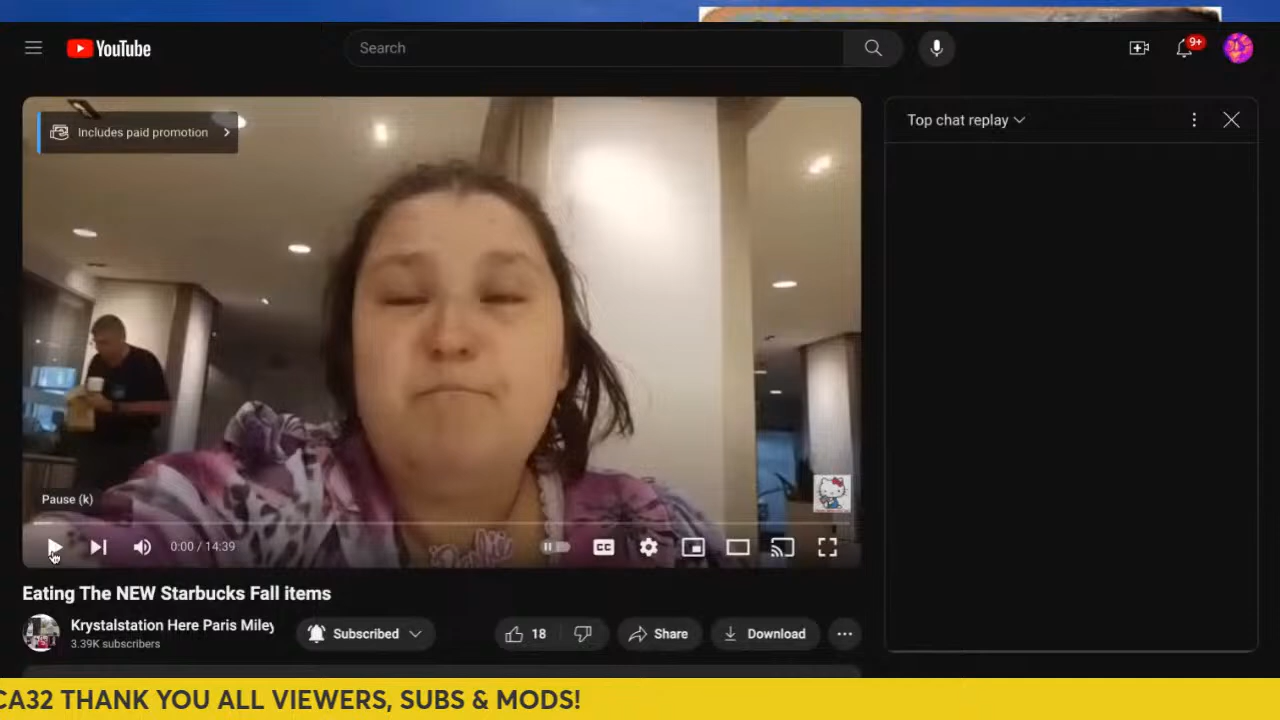 YouTube
Search
9+
Includes paid promotion
Top chat replay
Pause (k)
0:00 / 14:39
CC
Eating The NEW Starbucks Fall items
Krystalstation Here Paris Miley
3.39K subscribers
Subscribed
18
Share
Download
CA32 THANK YOU ALL VIEWERS, SUBS & MODS!